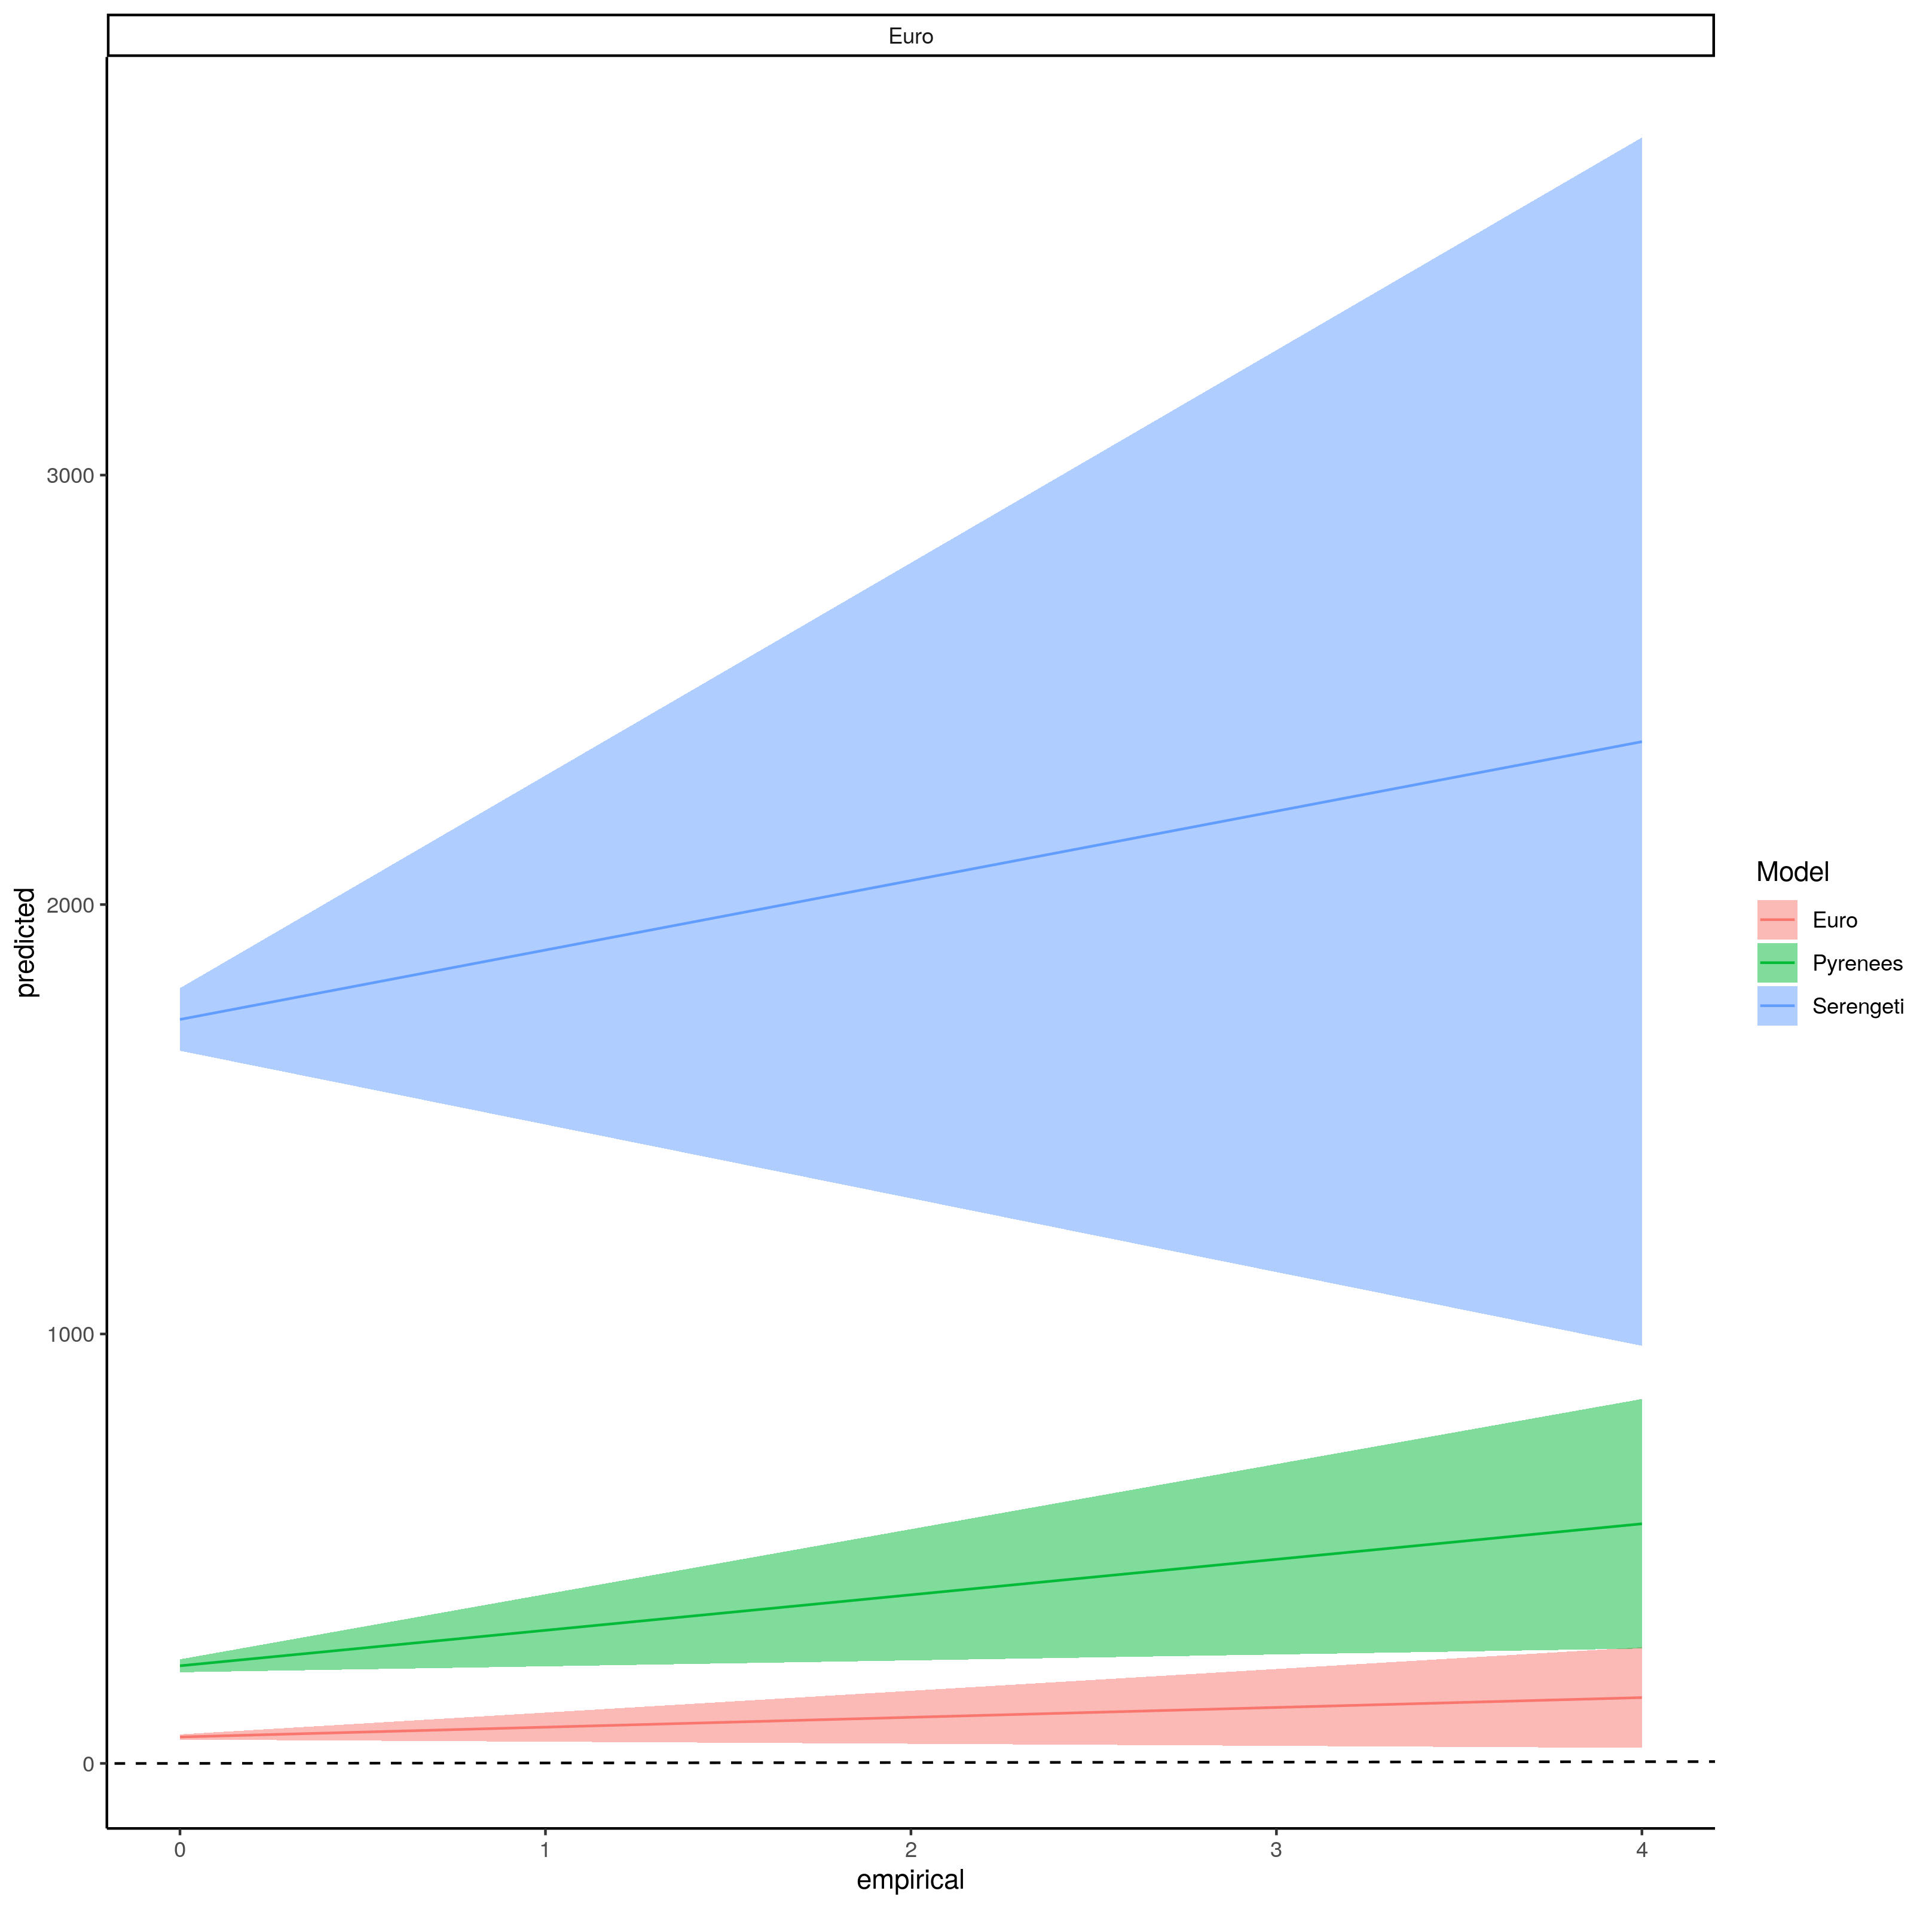 Euro
predicted
3000
2000
1000
0
0 1 2 3 4
empirical
Model
Euro
Pyrenees
Serengeti